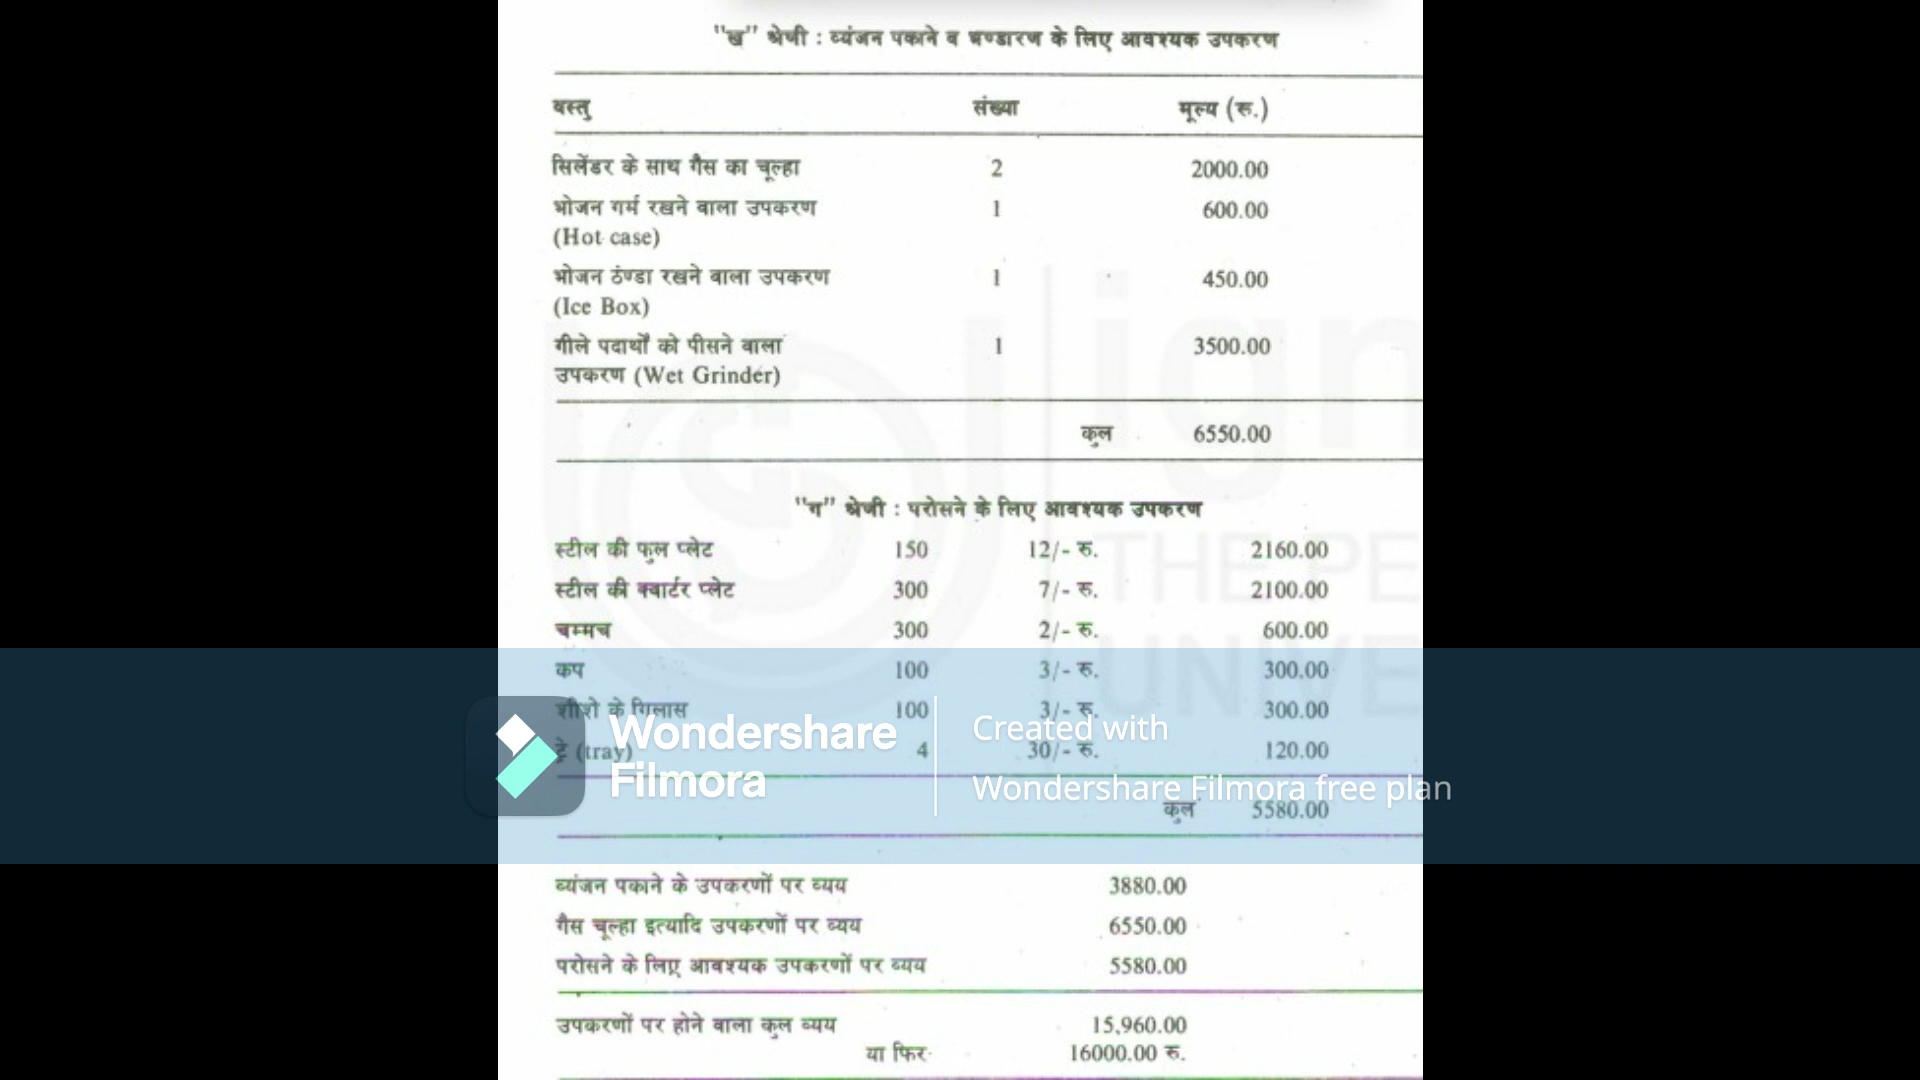 "ख" श्रेणी : व्यंजन पकाने व भण्डारण के लिए आवश्यक उपकरण
वस्तु संख्या मूल्य (रु.)
सिलेंडर के साथ गैस का चूल्हा 2 2000.00
भोजन गर्म रखने वाला उपकरण 1 600.00
(Hot case)
भोजन ठंण्डा रखने वाला उपकरण 1 450.00
(Ice Box)
गीले पदार्थों को पीसने वाला 1 3500.00
उपकरण (Wet Grinder)
कुल 6550.00
"ग" श्रेणी : परोसने के लिए आवश्यक उपकरण
स्टील की फुल प्लेट 150 12/- रु. 2160.00
स्टील की क्वार्टर प्लेट 300 7/- रु. 2100.00
चम्मच 300 2/- रु. 600.00
कप 100 3/- रु. 300.00
शीशे के गिलास 100 3/- रु. 300.00
ट्रे (tray) 4 30/- रु. 120.00
कुल 5580.00
व्यंजन पकाने के उपकरणों पर व्यय 3880.00
गैस चूल्हा इत्यादि उपकरणों पर व्यय 6550.00
परोसने के लिए आवश्यक उपकरणों पर व्यय 5580.00
उपकरणों पर होने वाला कुल व्यय 15,960.00
या फिर 16000.00 रु.
ign
THE PE
UNIVE
Wondershare
Filmora
Created with
Wondershare Filmora free plan